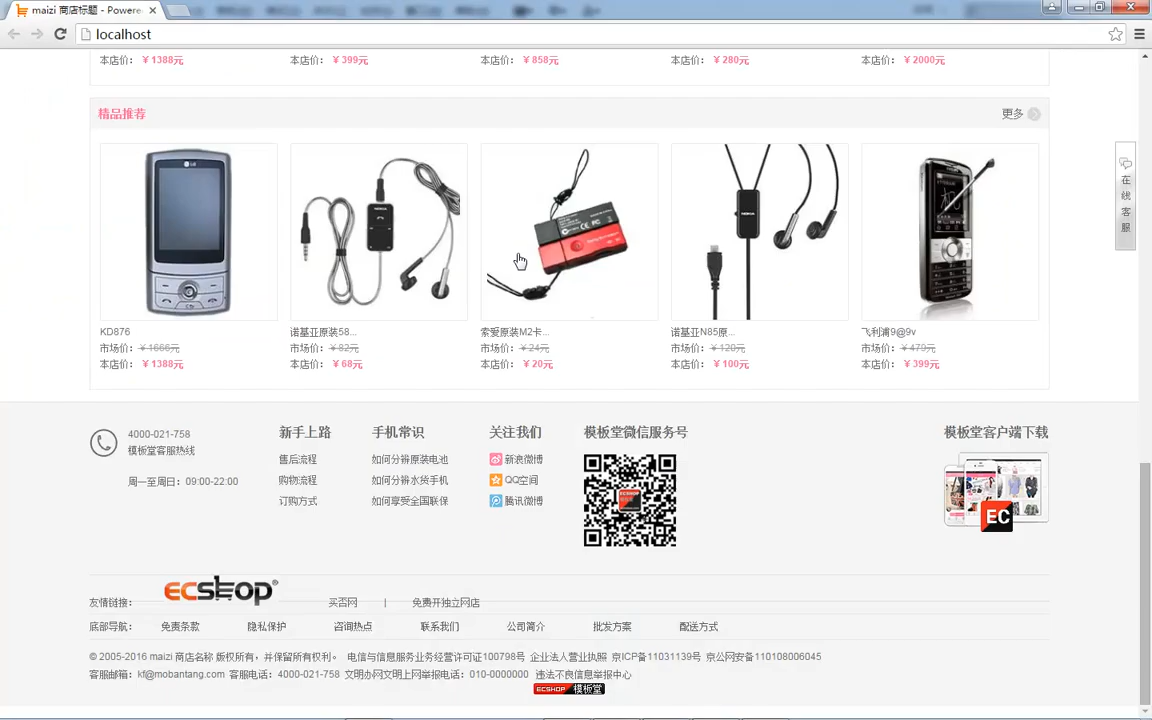 maizi 商店标题 - Powere
localhost
本店价： ￥1388元
本店价： ￥399元
本店价： ￥858元
本店价： ￥280元
本店价： ￥2000元
精品推荐
更多
在线客服
LG
NOKIA
NOKIA
KD876
市场价：￥1666元
本店价： ￥1388元
诺基亚原装58...
市场价：￥82元
本店价： ￥68元
索爱原装M2卡...
市场价：￥24元
本店价： ￥20元
诺基亚N85原...
市场价：￥120元
本店价： ￥100元
飞利浦9@9v
市场价：￥479元
本店价： ￥399元
4000-021-758
模板堂客服热线
周一至周日：09:00-22:00
新手上路
售后流程
购物流程
订购方式
手机常识
如何分辨原装电池
如何分辨水货手机
如何享受全国联保
关注我们
新浪微博
QQ空间
腾讯微博
模板堂微信服务号
ECSHOP
模板堂客户端下载
EC
友情链接：
ECSHOP®
买否网 | 免费开独立网店
底部导航： 免责条款 隐私保护 咨询热点 联系我们 公司简介 批发方案 配送方式
© 2005-2016 maizi 商店名称 版权所有，并保留所有权利。 电信与信息服务业务经营许可证100798号 企业法人营业执照 京ICP备11031139号 京公网安备110108006045
客服邮箱：kf@mobantang.com 客服电话：4000-021-758 文明办网文明上网举报电话：010-0000000 违法不良信息举报中心
ECSHOP 模板堂